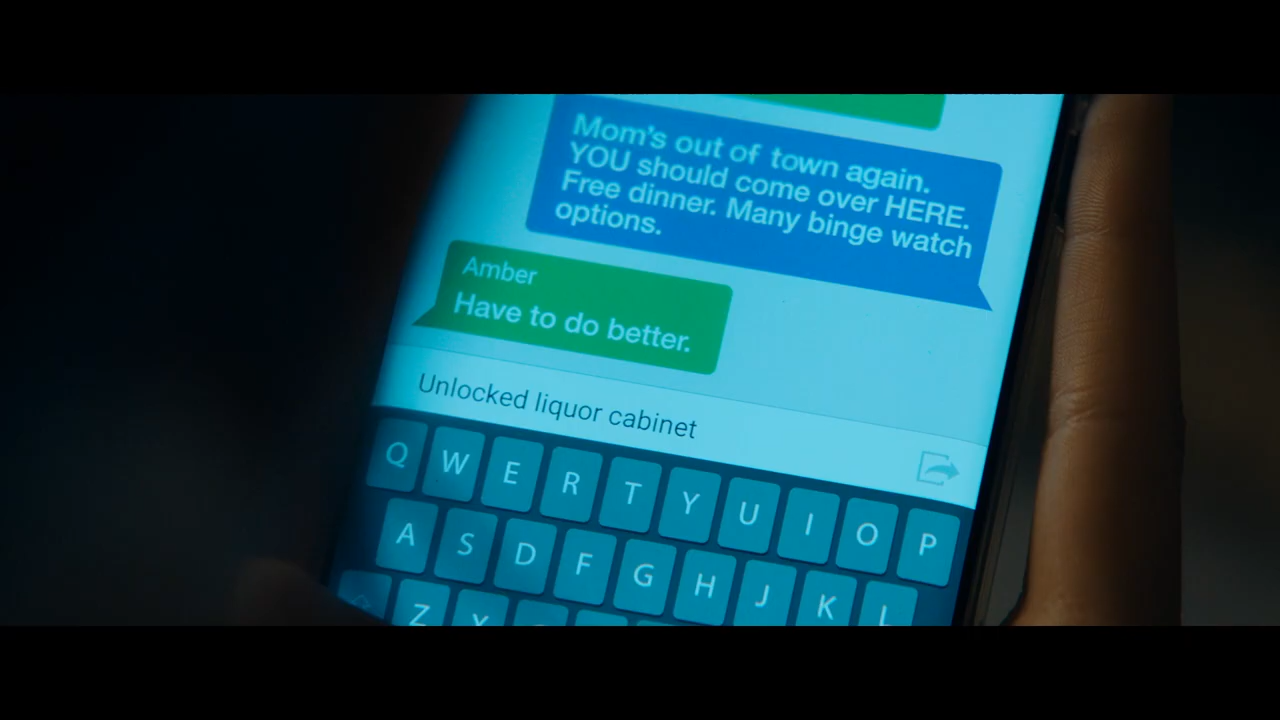 Mom's out of town again.
YOU should come over HERE.
Free dinner. Many binge watch
options.
Amber
Have to do better.
Unlocked liquor cabinet
Q W E R T Y U I O P
A S D F G H J K L
Z